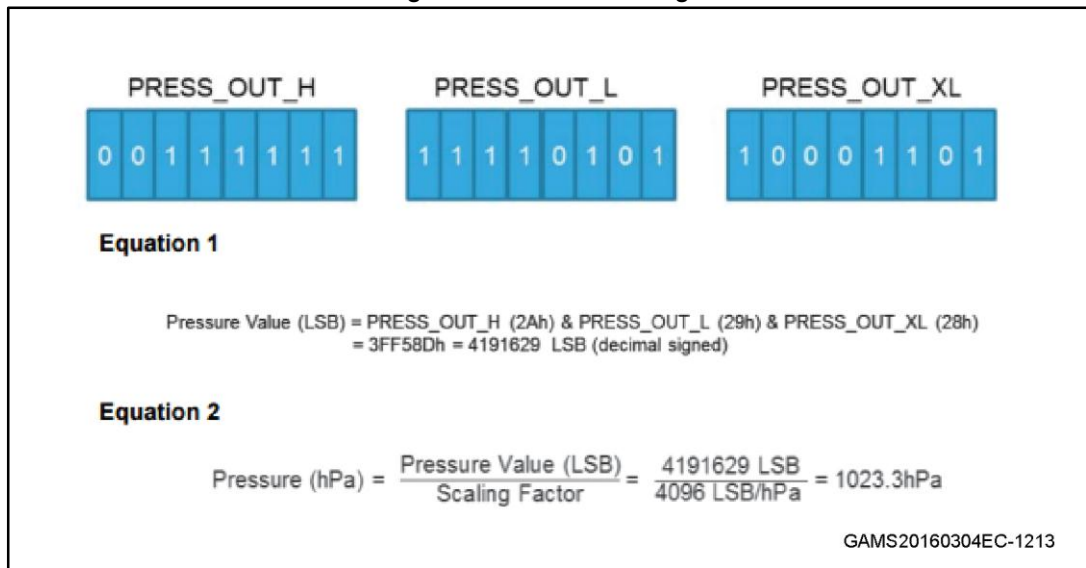 PRESS_OUT_H PRESS_OUT_L PRESS_OUT_XL
0 0 1 1 1 1 1 1 1 1 1 1 0 1 0 1 1 0 0 0 1 1 0 1
Equation 1
Pressure Value (LSB) = PRESS_OUT_H (2Ah) & PRESS_OUT_L (29h) & PRESS_OUT_XL (28h)
= 3FF58Dh = 4191629 LSB (decimal signed)
Equation 2
Pressure (hPa) = Pressure Value (LSB) / Scaling Factor = 4191629 LSB / 4096 LSB/hPa = 1023.3hPa
GAMS20160304EC-1213